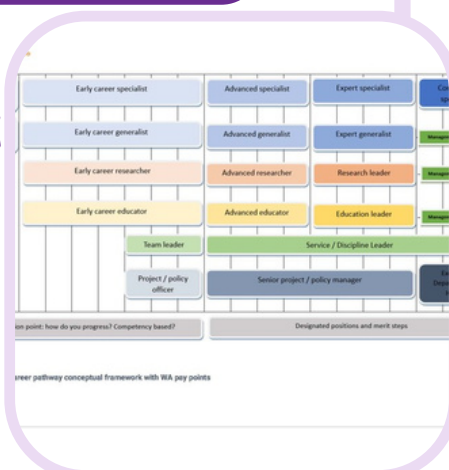 Early career specialist
Advanced specialist
Expert specialist
Early career generalist
Advanced generalist
Expert generalist
Early career researcher
Advanced researcher
Research leader
Early career educator
Advanced educator
Education leader
Team leader
Service / Discipline Leader
Project / policy
officer
Senior project / policy manager
point: how do you progress? Competency based?
Designated positions and merit steps
pathway conceptual framework with WA pay points